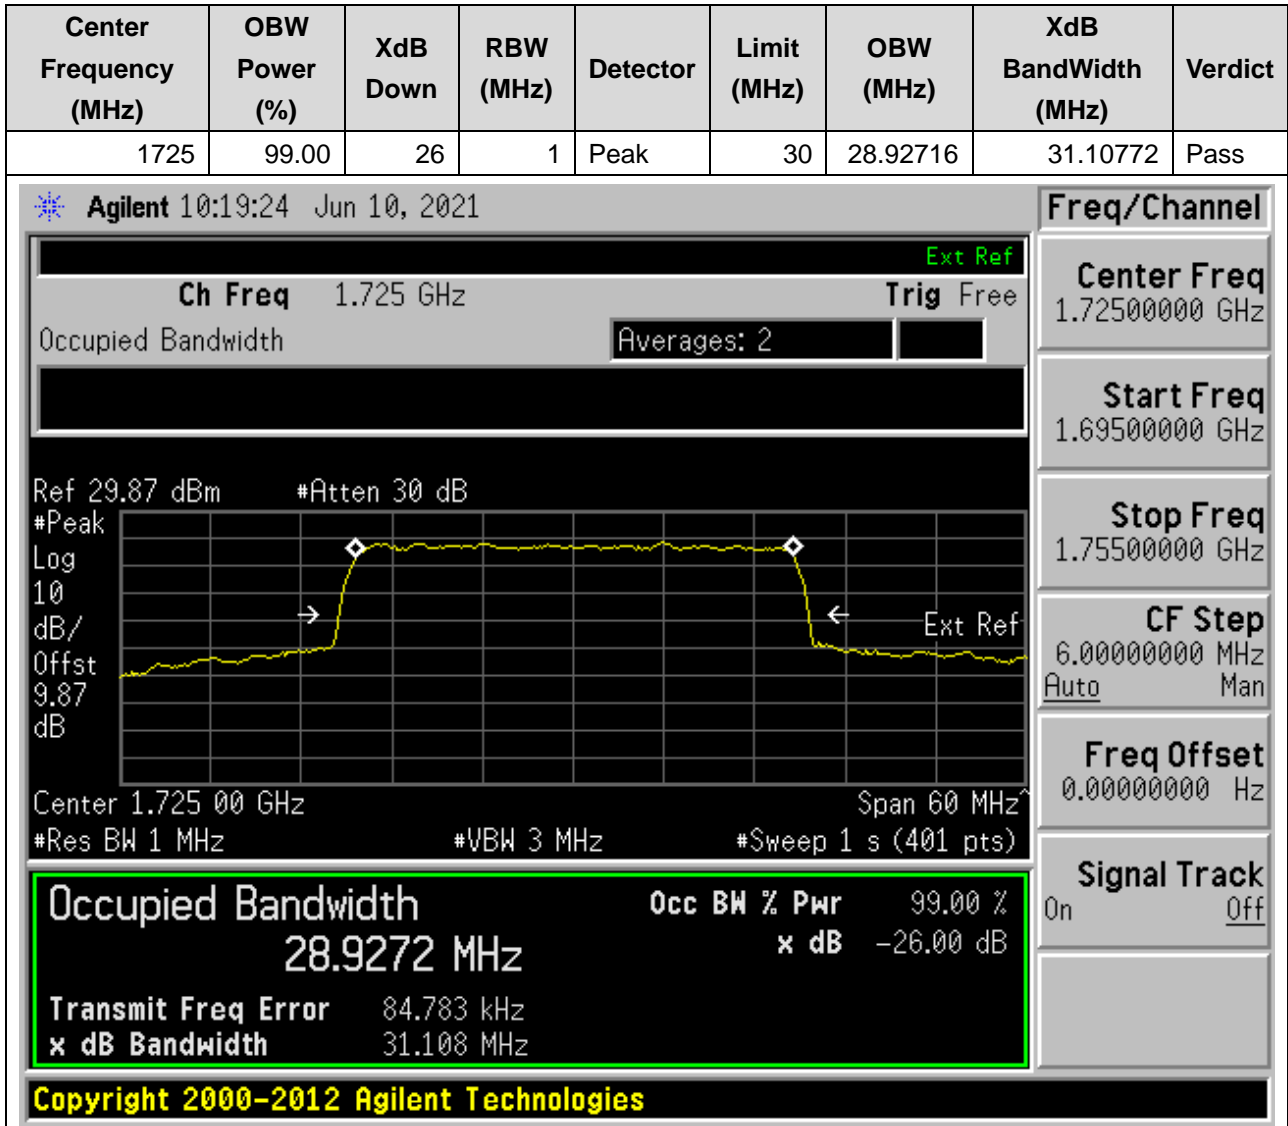 Center Frequency (MHz) OBW Power (%) XdB Down RBW (MHz) Detector Limit (MHz) OBW (MHz) XdB BandWidth (MHz) Verdict
1725 99.00 26 1 Peak 30 28.92716 31.10772 Pass
Agilent 10:19:24 Jun 10, 2021
Ext Ref
Ch Freq 1.725 GHz Trig Free
Occupied Bandwidth Averages: 2
Ref 29.87 dBm #Atten 30 dB
#Peak
Log
10
dB/
Offst
9.87
dB
Ext Ref
Center 1.725 00 GHz Span 60 MHz^
#Res BW 1 MHz #VBW 3 MHz #Sweep 1 s (401 pts)
Occupied Bandwidth Occ BW % Pwr 99.00 %
28.9272 MHz x dB -26.00 dB
Transmit Freq Error 84.783 kHz
x dB Bandwidth 31.108 MHz
Copyright 2000-2012 Agilent Technologies
Freq/Channel
Center Freq
1.72500000 GHz
Start Freq
1.69500000 GHz
Stop Freq
1.75500000 GHz
CF Step
6.00000000 MHz
Auto Man
Freq Offset
0.00000000 Hz
Signal Track
On Off